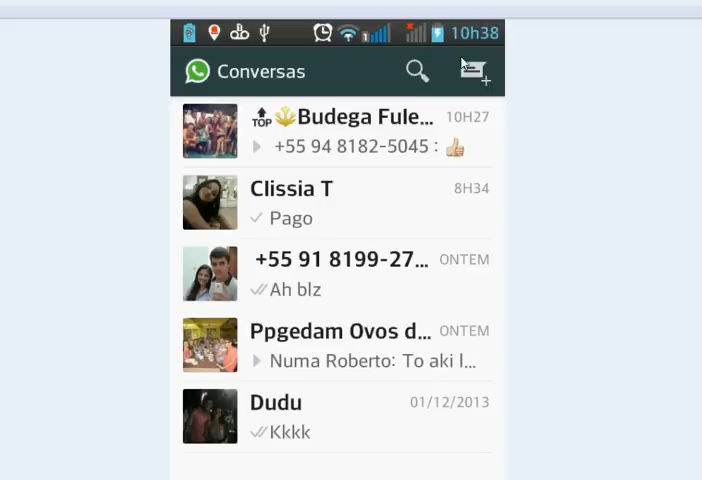 10h38
Conversas
TOP Budega Fule... 10H27
+55 94 8182-5045 :
Clissia T 8H34
Pago
+55 91 8199-27... ONTEM
Ah blz
Ppgedam Ovos d... ONTEM
Numa Roberto: To aki l...
Dudu 01/12/2013
Kkkk